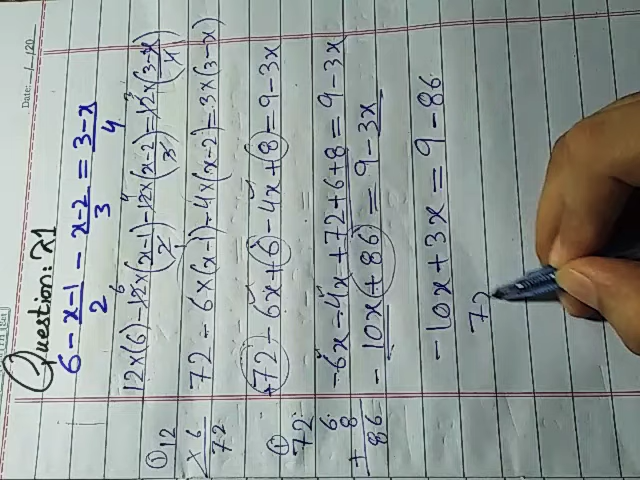 Date: / /20
Question: 21
6 - x-1/2 - x-2/3 = 3-x/4
12x(6) - 12x(x-1)/2 - 12x(x-2)/3 = 12x(3-x)/4
72 - 6x(x-1) - 4x(x-2) = 3x(3-x)
+72 - 6x + 6 - 4x + 8 = 9 - 3x
-6x - 4x + 72 + 6 + 8 = 9 - 3x
-10x + 86 = 9 - 3x
-10x + 3x = 9 - 86
7
① 12
x 6
72
① 72
6
+ 8
86